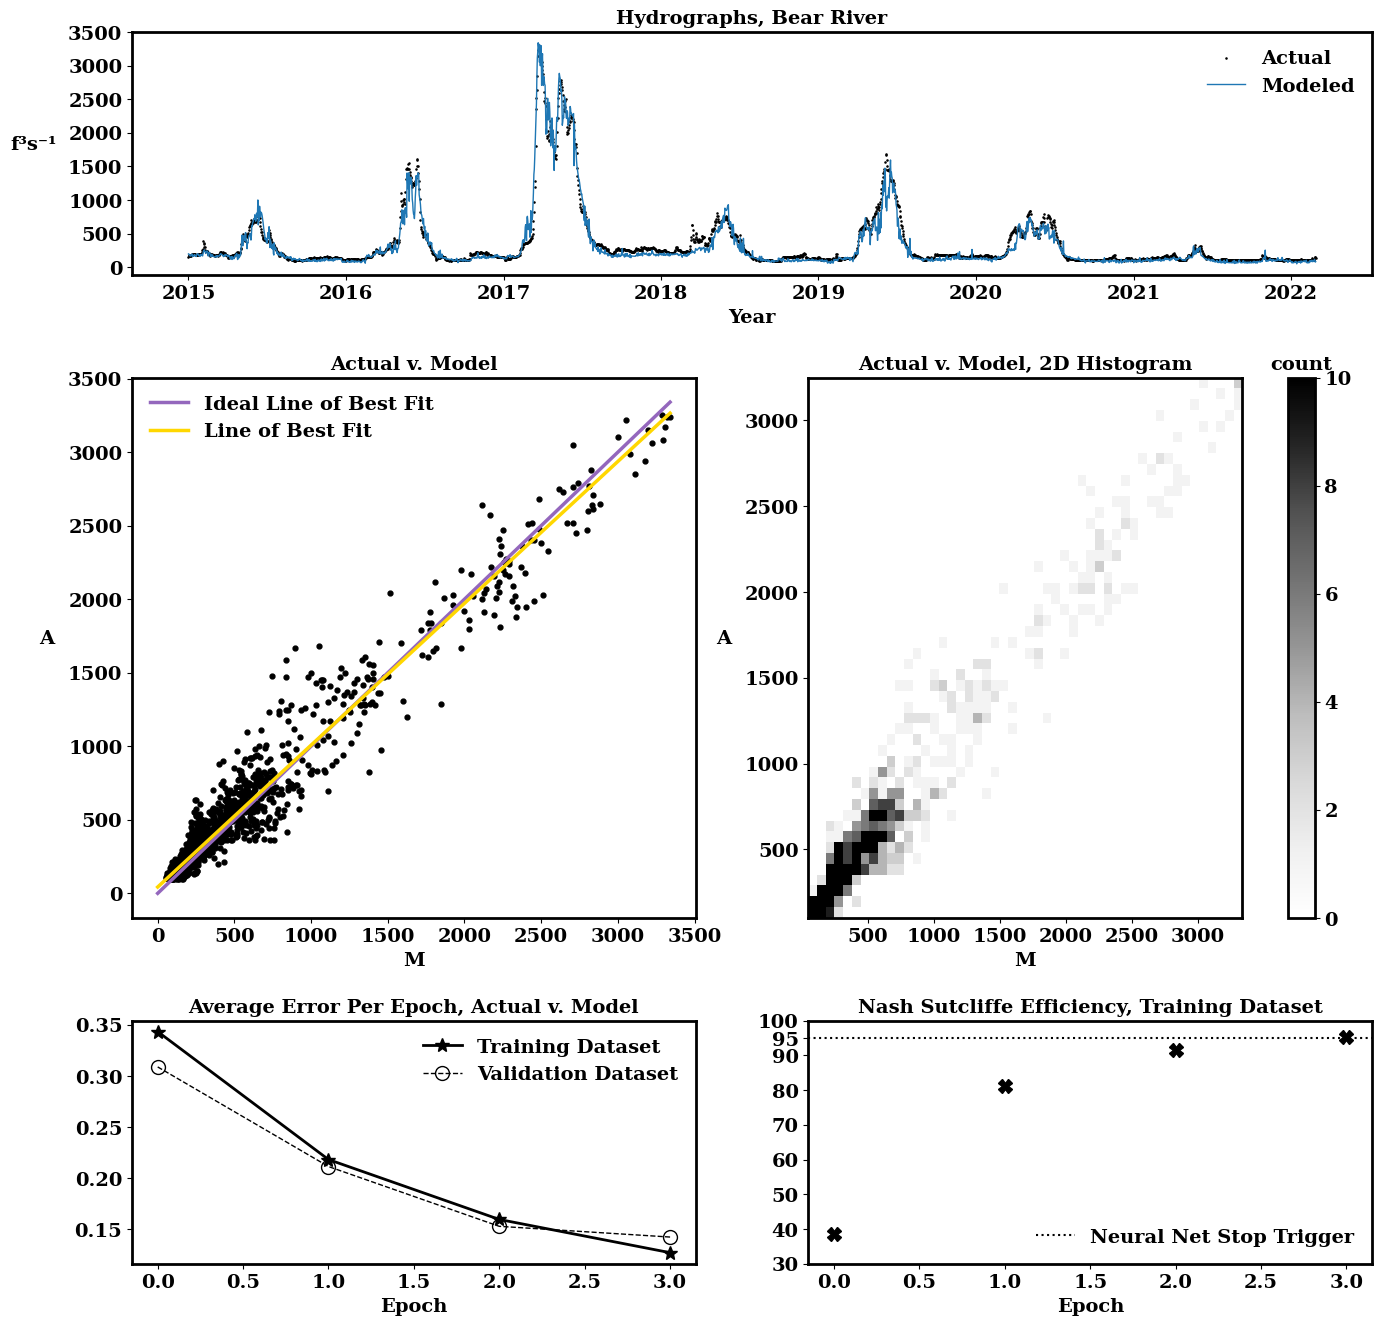 Hydrographs, Bear River
3500
3000
2500
2000
1500
1000
500
0
f³s⁻¹
Actual
Modeled
2015 2016 2017 2018 2019 2020 2021 2022
Year
Actual v. Model
3500
3000
2500
2000
1500
1000
500
0
A
Ideal Line of Best Fit
Line of Best Fit
0 500 1000 1500 2000 2500 3000 3500
M
Actual v. Model, 2D Histogram
3000
2500
2000
1500
1000
500
A
500 1000 1500 2000 2500 3000
M
count
10
8
6
4
2
0
Average Error Per Epoch, Actual v. Model
0.35
0.30
0.25
0.20
0.15
Training Dataset
Validation Dataset
0.0 0.5 1.0 1.5 2.0 2.5 3.0
Epoch
Nash Sutcliffe Efficiency, Training Dataset
100
95
90
80
70
60
50
40
30
Neural Net Stop Trigger
0.0 0.5 1.0 1.5 2.0 2.5 3.0
Epoch